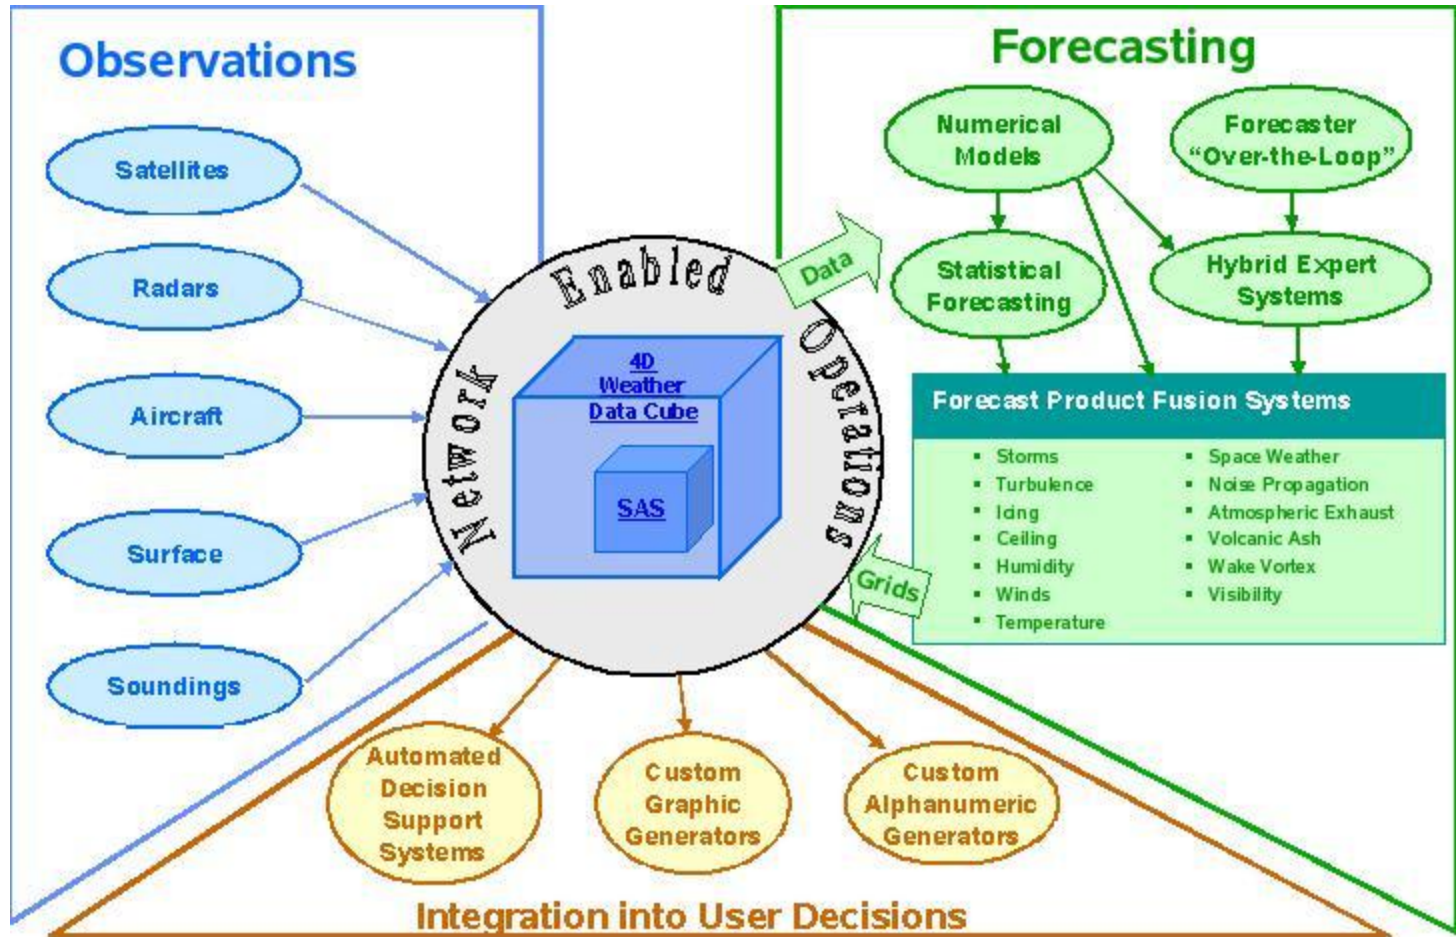 Observations
Satellites
Radars
Aircraft
Surface
Soundings
Network Enabled Operations
4D
Weather
Data Cube
SAS
Data
Grids
Forecasting
Numerical
Models
Forecaster
“Over-the-Loop”
Statistical
Forecasting
Hybrid Expert
Systems
Forecast Product Fusion Systems
▪ Storms
▪ Turbulence
▪ Icing
▪ Ceiling
▪ Humidity
▪ Winds
▪ Temperature
▪ Space Weather
▪ Noise Propagation
▪ Atmospheric Exhaust
▪ Volcanic Ash
▪ Wake Vortex
▪ Visibility
Automated
Decision
Support
Systems
Custom
Graphic
Generators
Custom
Alphanumeric
Generators
Integration into User Decisions